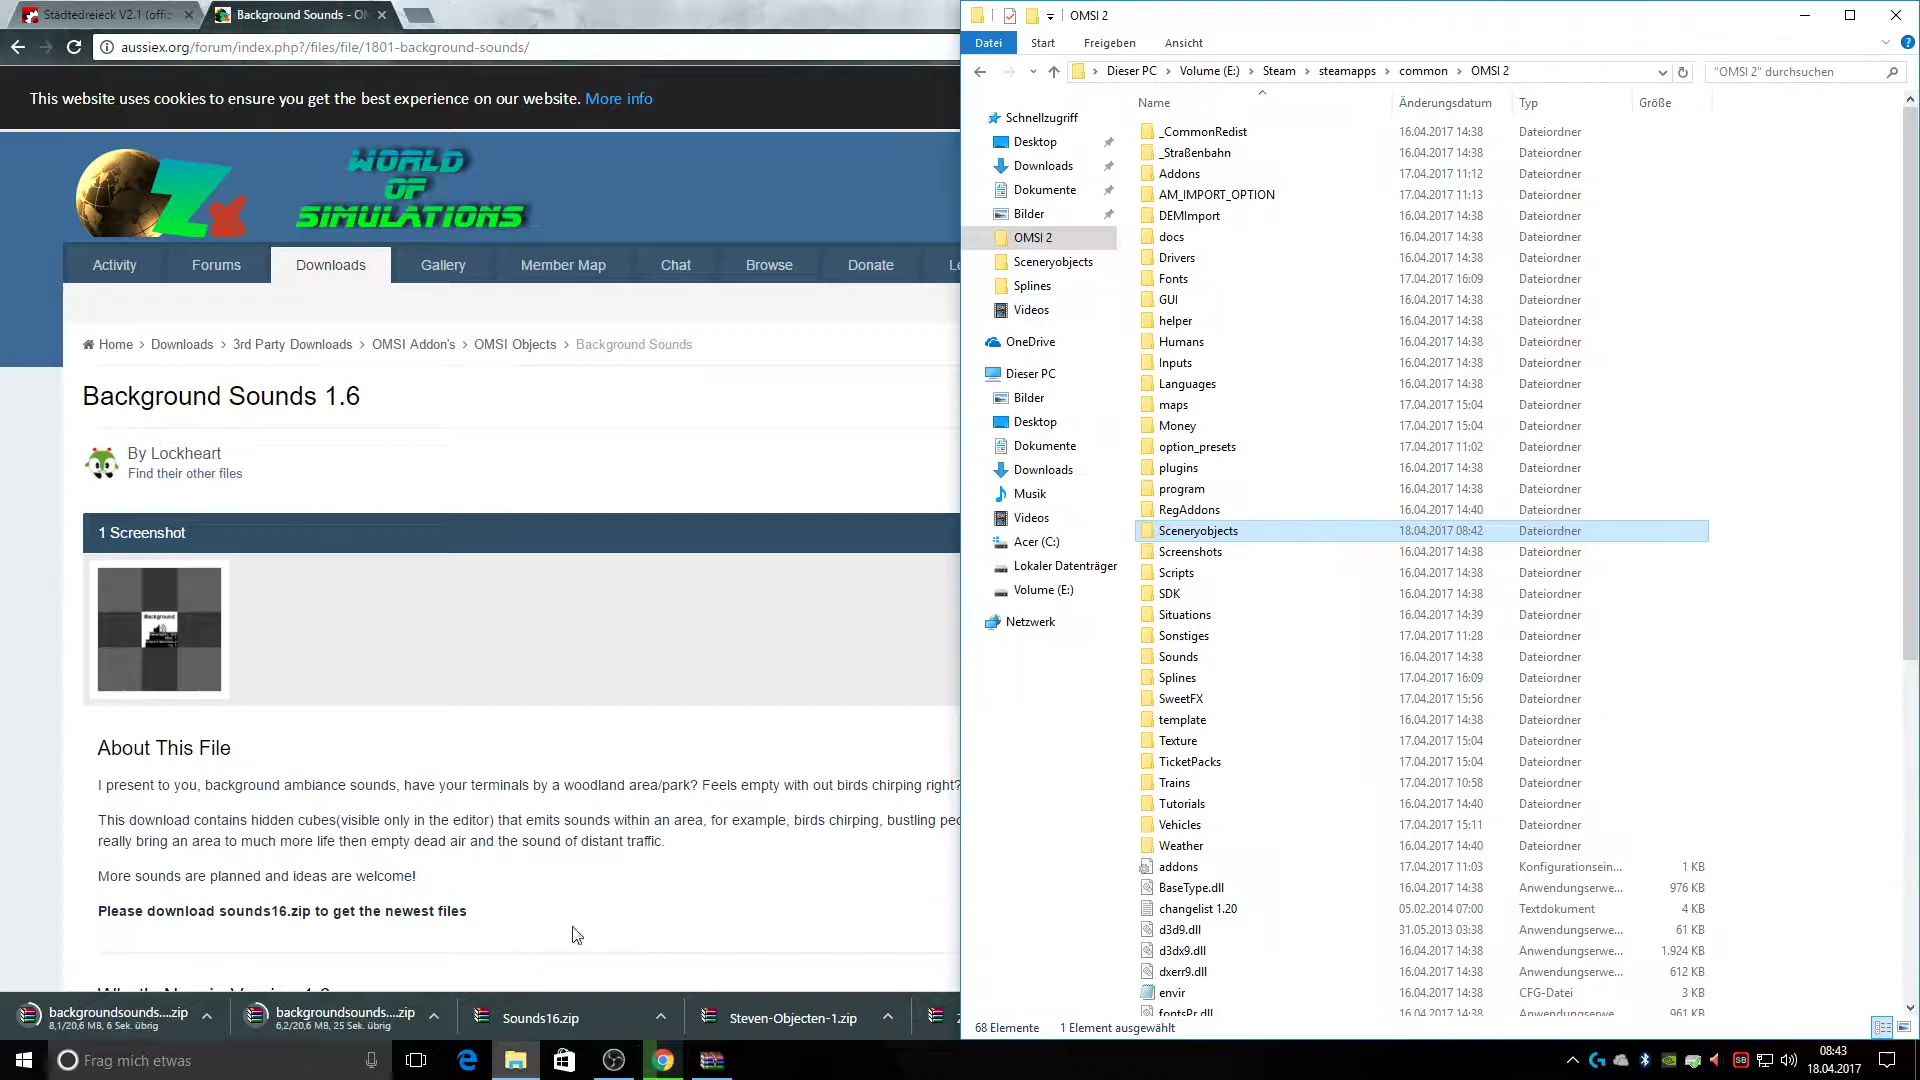 Städtedreieck V2.1 (offi
Background Sounds - O
aussiex.org/forum/index.php?/files/file/1801-background-sounds/
This website uses cookies to ensure you get the best experience on our website. More info
WORLD
OF
SIMULATIONS
Activity
Forums
Downloads
Gallery
Member Map
Chat
Browse
Donate
Home > Downloads > 3rd Party Downloads > OMSI Addon's > OMSI Objects > Background Sounds
Background Sounds 1.6
By Lockheart
Find their other files
1 Screenshot
Background
About This File
I present to you, background ambiance sounds, have your terminals by a woodland area/park? Feels empty with out birds chirping right?
This download contains hidden cubes(visible only in the editor) that emits sounds within an area, for example, birds chirping, bustling peo
really bring an area to much more life then empty dead air and the sound of distant traffic.
More sounds are planned and ideas are welcome!
Please download sounds16.zip to get the newest files
backgroundsounds....zip
8,1/20,6 MB, 6 Sek. übrig
backgroundsounds....zip
6,2/20,6 MB, 25 Sek. übrig
Sounds16.zip
Steven-Objecten-1.zip
OMSI 2
Datei
Start
Freigeben
Ansicht
Dieser PC > Volume (E:) > Steam > steamapps > common > OMSI 2
"OMSI 2" durchsuchen
Schnellzugriff
Desktop
Downloads
Dokumente
Bilder
OMSI 2
Sceneryobjects
Splines
Videos
OneDrive
Dieser PC
Bilder
Desktop
Dokumente
Downloads
Musik
Videos
Acer (C:)
Lokaler Datenträger
Volume (E:)
Netzwerk
Name Änderungsdatum Typ Größe
_CommonRedist 16.04.2017 14:38 Dateiordner
_Straßenbahn 16.04.2017 14:38 Dateiordner
Addons 17.04.2017 11:12 Dateiordner
AM_IMPORT_OPTION 17.04.2017 11:13 Dateiordner
DEMImport 16.04.2017 14:38 Dateiordner
docs 16.04.2017 14:38 Dateiordner
Drivers 16.04.2017 14:38 Dateiordner
Fonts 17.04.2017 16:09 Dateiordner
GUI 16.04.2017 14:38 Dateiordner
helper 16.04.2017 14:38 Dateiordner
Humans 16.04.2017 14:38 Dateiordner
Inputs 16.04.2017 14:38 Dateiordner
Languages 16.04.2017 14:38 Dateiordner
maps 17.04.2017 15:04 Dateiordner
Money 17.04.2017 15:04 Dateiordner
option_presets 17.04.2017 11:02 Dateiordner
plugins 16.04.2017 14:38 Dateiordner
program 16.04.2017 14:38 Dateiordner
RegAddons 16.04.2017 14:40 Dateiordner
Sceneryobjects 18.04.2017 08:42 Dateiordner
Screenshots 16.04.2017 14:38 Dateiordner
Scripts 16.04.2017 14:38 Dateiordner
SDK 16.04.2017 14:38 Dateiordner
Situations 16.04.2017 14:39 Dateiordner
Sonstiges 17.04.2017 11:28 Dateiordner
Sounds 16.04.2017 14:38 Dateiordner
Splines 17.04.2017 16:09 Dateiordner
SweetFX 17.04.2017 15:56 Dateiordner
template 16.04.2017 14:38 Dateiordner
Texture 17.04.2017 15:04 Dateiordner
TicketPacks 17.04.2017 15:04 Dateiordner
Trains 17.04.2017 10:58 Dateiordner
Tutorials 16.04.2017 14:40 Dateiordner
Vehicles 17.04.2017 15:11 Dateiordner
Weather 16.04.2017 14:40 Dateiordner
addons 17.04.2017 11:03 Konfigurationsein... 1 KB
BaseType.dll 16.04.2017 14:38 Anwendungserwe... 976 KB
changelist 1.20 05.02.2014 07:00 Textdokument 4 KB
d3d9.dll 31.05.2013 03:38 Anwendungserwe... 61 KB
d3dx9.dll 16.04.2017 14:38 Anwendungserwe... 1.924 KB
dxerr9.dll 16.04.2017 14:38 Anwendungserwe... 612 KB
envir 16.04.2017 14:38 CFG-Datei 3 KB
fontsPr.dll 16.04.2017 14:38 Anwendungserwe... 961 KB
68 Elemente 1 Element ausgewählt
Frag mich etwas
08:43
18.04.2017